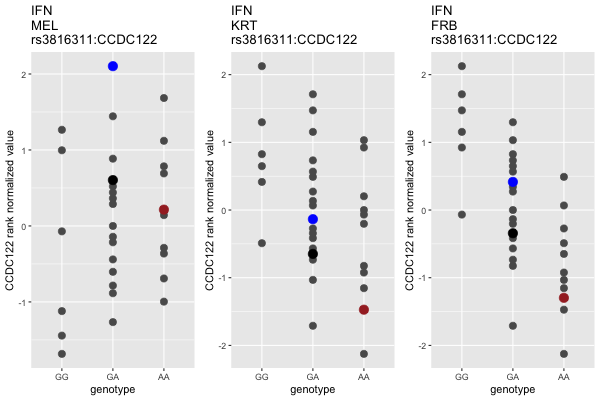 IFN
MEL
rs3816311:CCDC122
CCDC122 rank normalized value
2
1
0
-1
GG GA AA
genotype
IFN
KRT
rs3816311:CCDC122
CCDC122 rank normalized value
2
1
0
-1
-2
GG GA AA
genotype
IFN
FRB
rs3816311:CCDC122
CCDC122 rank normalized value
2
1
0
-1
-2
GG GA AA
genotype